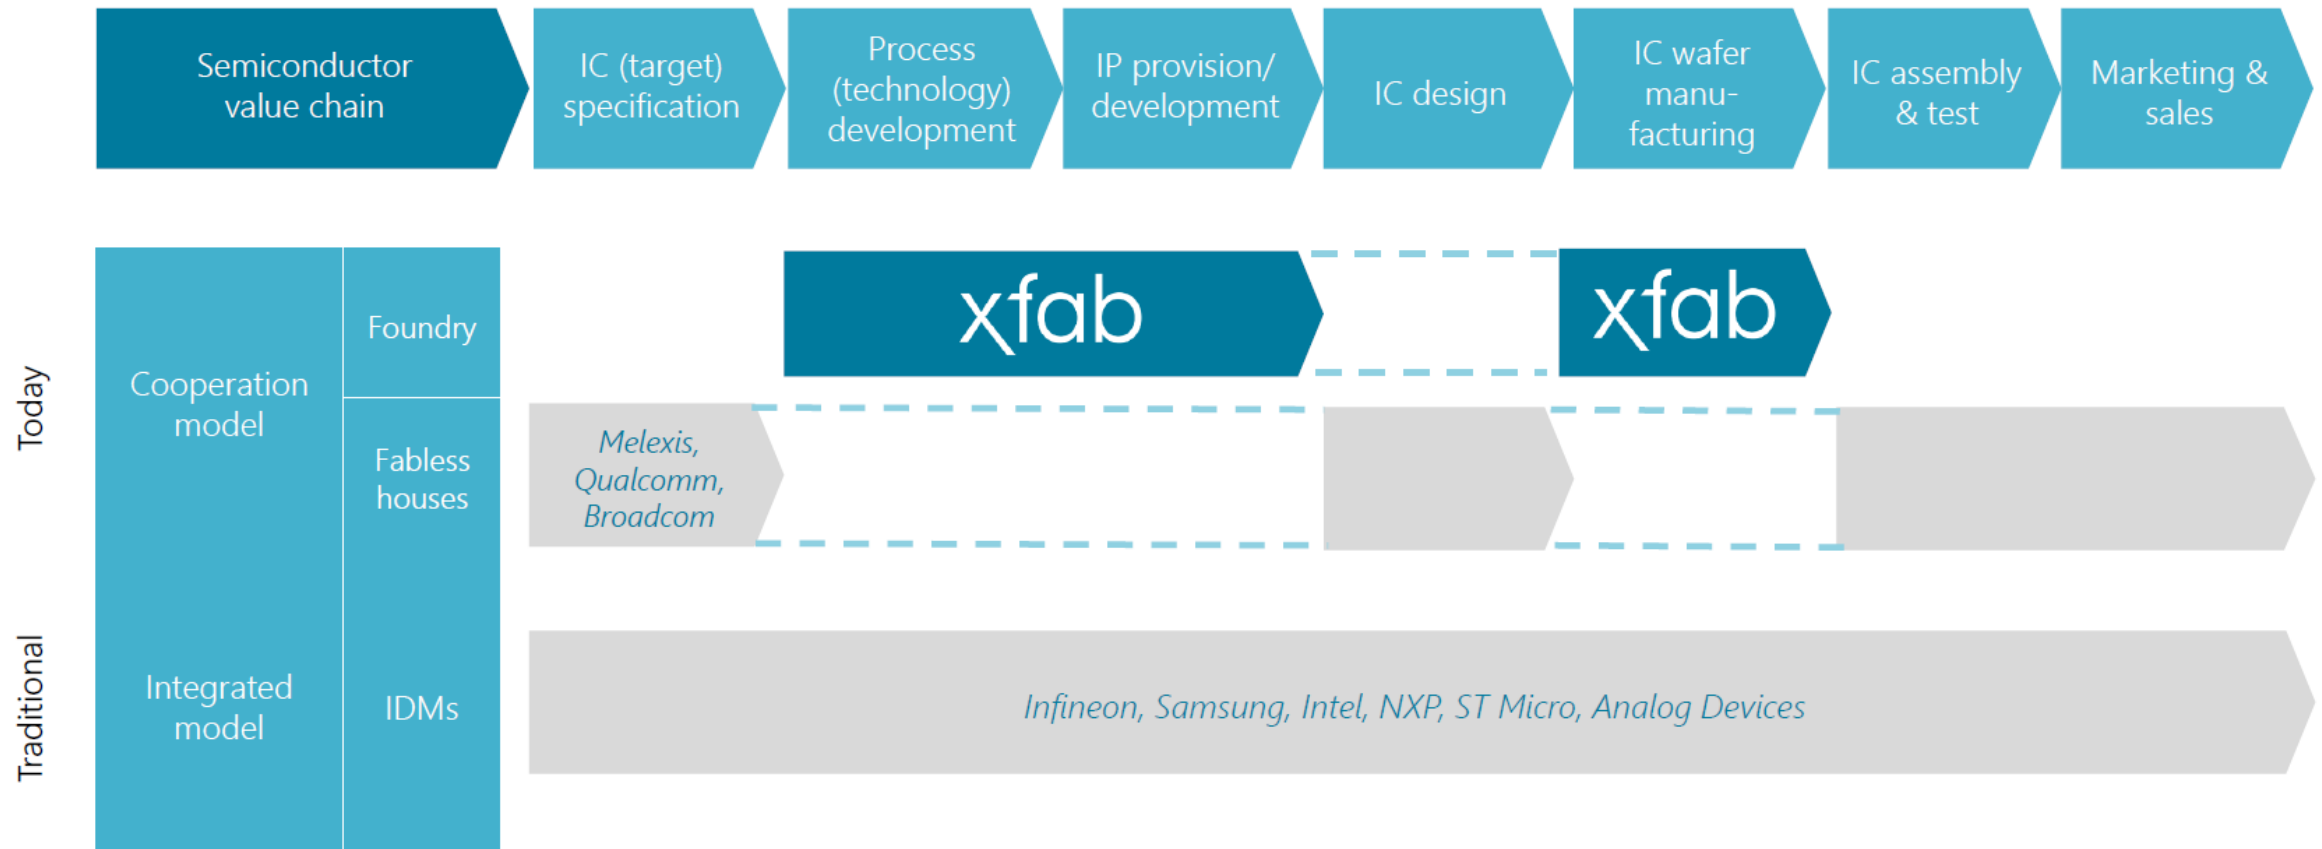 Semiconductor
value chain
IC (target)
specification
Process
(technology)
development
IP provision/
development
IC design
IC wafer
manu-
facturing
IC assembly
& test
Marketing &
sales
Today
Cooperation
model
Foundry
xfab
xfab
Fabless
houses
Melexis,
Qualcomm,
Broadcom
Traditional
Integrated
model
IDMs
Infineon, Samsung, Intel, NXP, ST Micro, Analog Devices